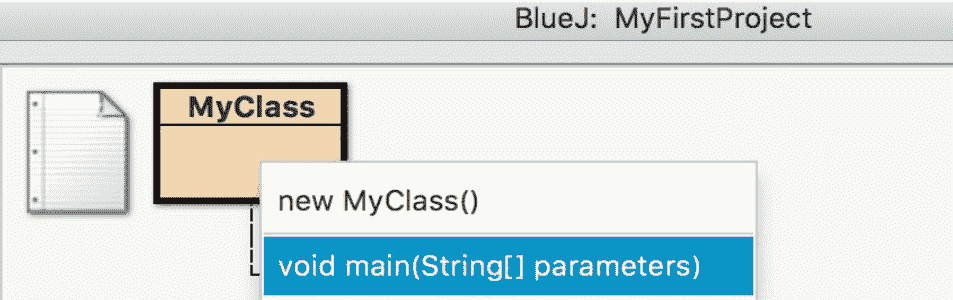 BlueJ: MyFirstProject
MyClass
new MyClass()
void main(String[] parameters)